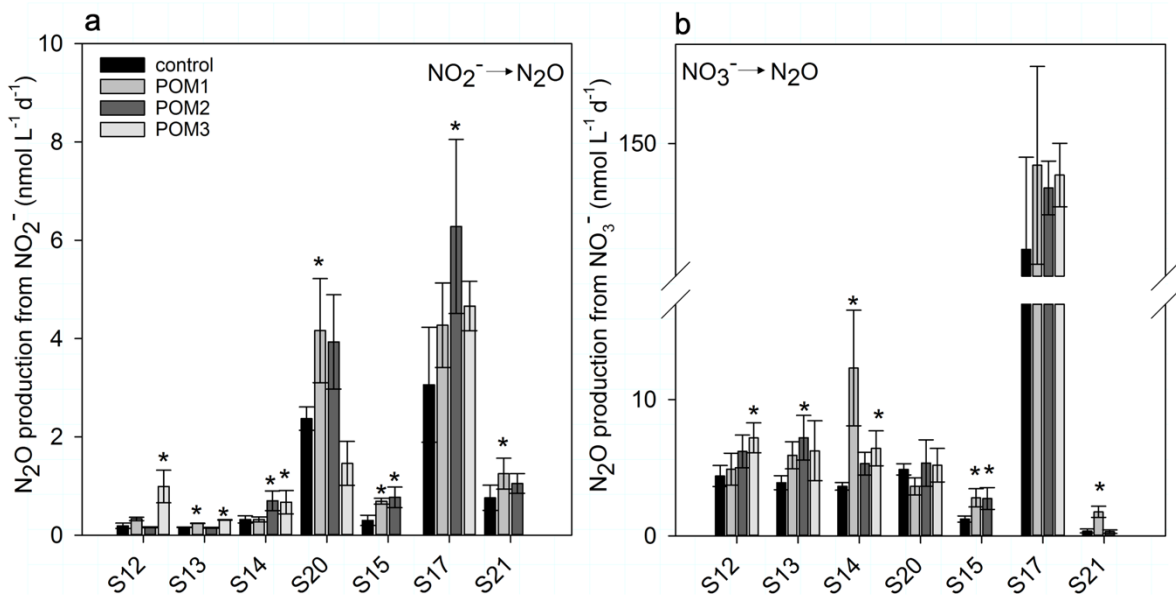 a
N₂O production from NO₂⁻ (nmol L⁻¹ d⁻¹)
10
8
6
4
2
0
control
POM1
POM2
POM3
NO₂⁻ → N₂O
*
*
*
*
*
*
*
*
*
*
S12
S13
S14
S20
S15
S17
S21
b
N₂O production from NO₃⁻ (nmol L⁻¹ d⁻¹)
150
10
0
NO₃⁻ → N₂O
*
*
*
*
*
*
*
S12
S13
S14
S20
S15
S17
S21